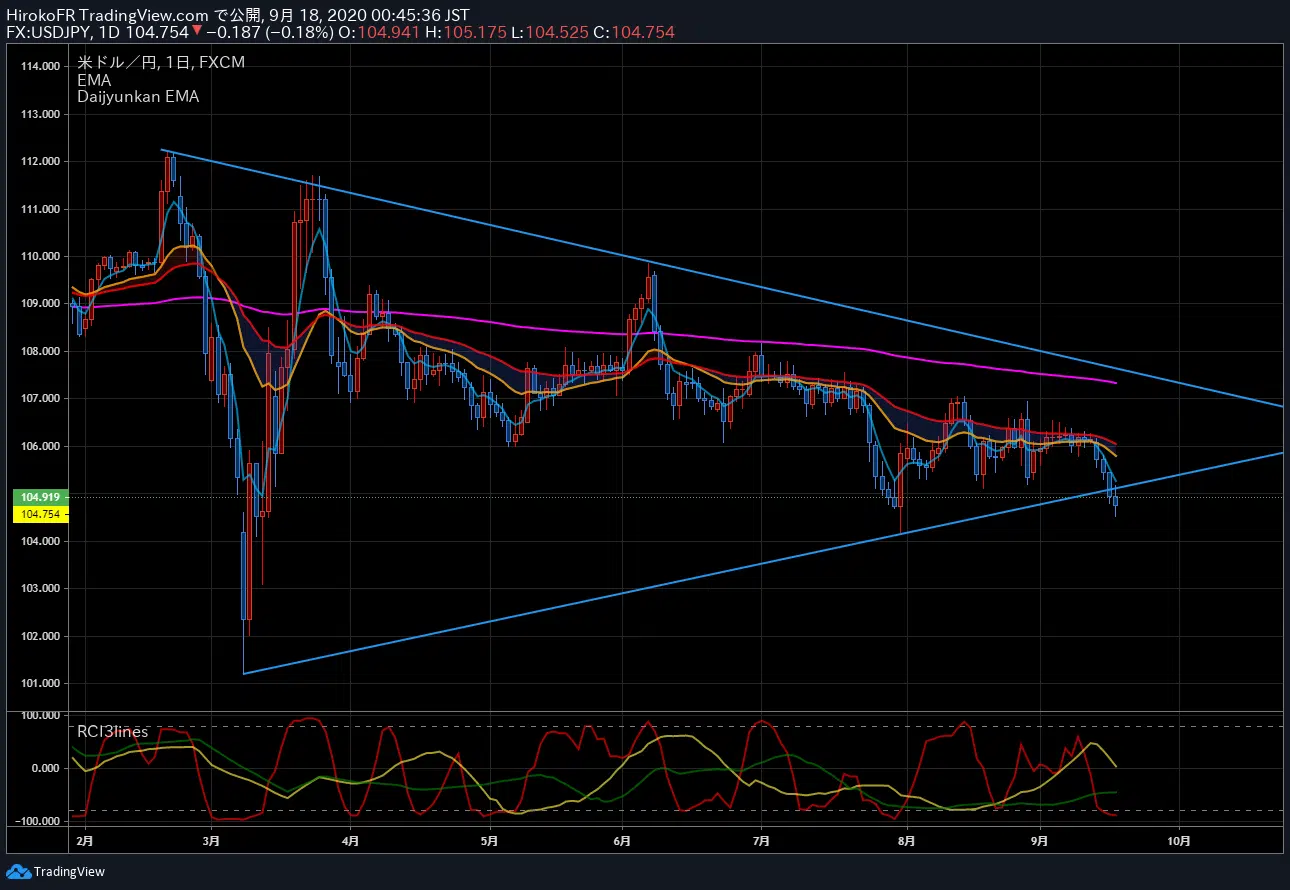 HirokoFR TradingView.com で公開, 9月 18, 2020 00:45:36 JST
FX:USDJPY, 1D 104.754▼−0.187 (−0.18%) O:104.941 H:105.175 L:104.525 C:104.754
米ドル／円, 1日, FXCM
EMA
Daijyunkan EMA
114.000
113.000
112.000
111.000
110.000
109.000
108.000
107.000
106.000
104.919
104.754
104.000
103.000
102.000
101.000
100.000
RCI3lines
0.000
−100.000
2月 3月 4月 5月 6月 7月 8月 9月 10月
TradingView